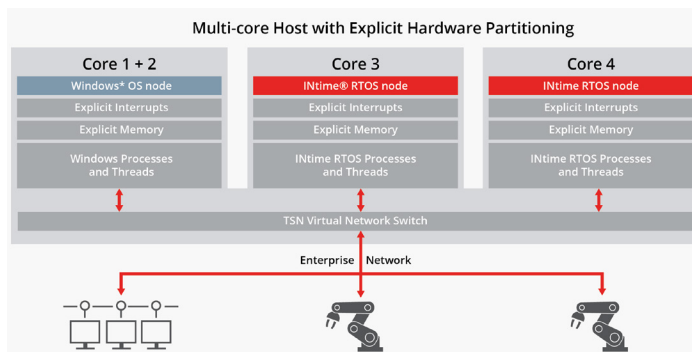 Multi-core Host with Explicit Hardware Partitioning
Core 1 + 2
Windows* OS node
Explicit Interrupts
Explicit Memory
Windows Processes
and Threads
Core 3
INtime® RTOS node
Explicit Interrupts
Explicit Memory
INtime RTOS Processes
and Threads
Core 4
INtime RTOS node
Explicit Interrupts
Explicit Memory
INtime RTOS Processes
and Threads
TSN Virtual Network Switch
Enterprise Network